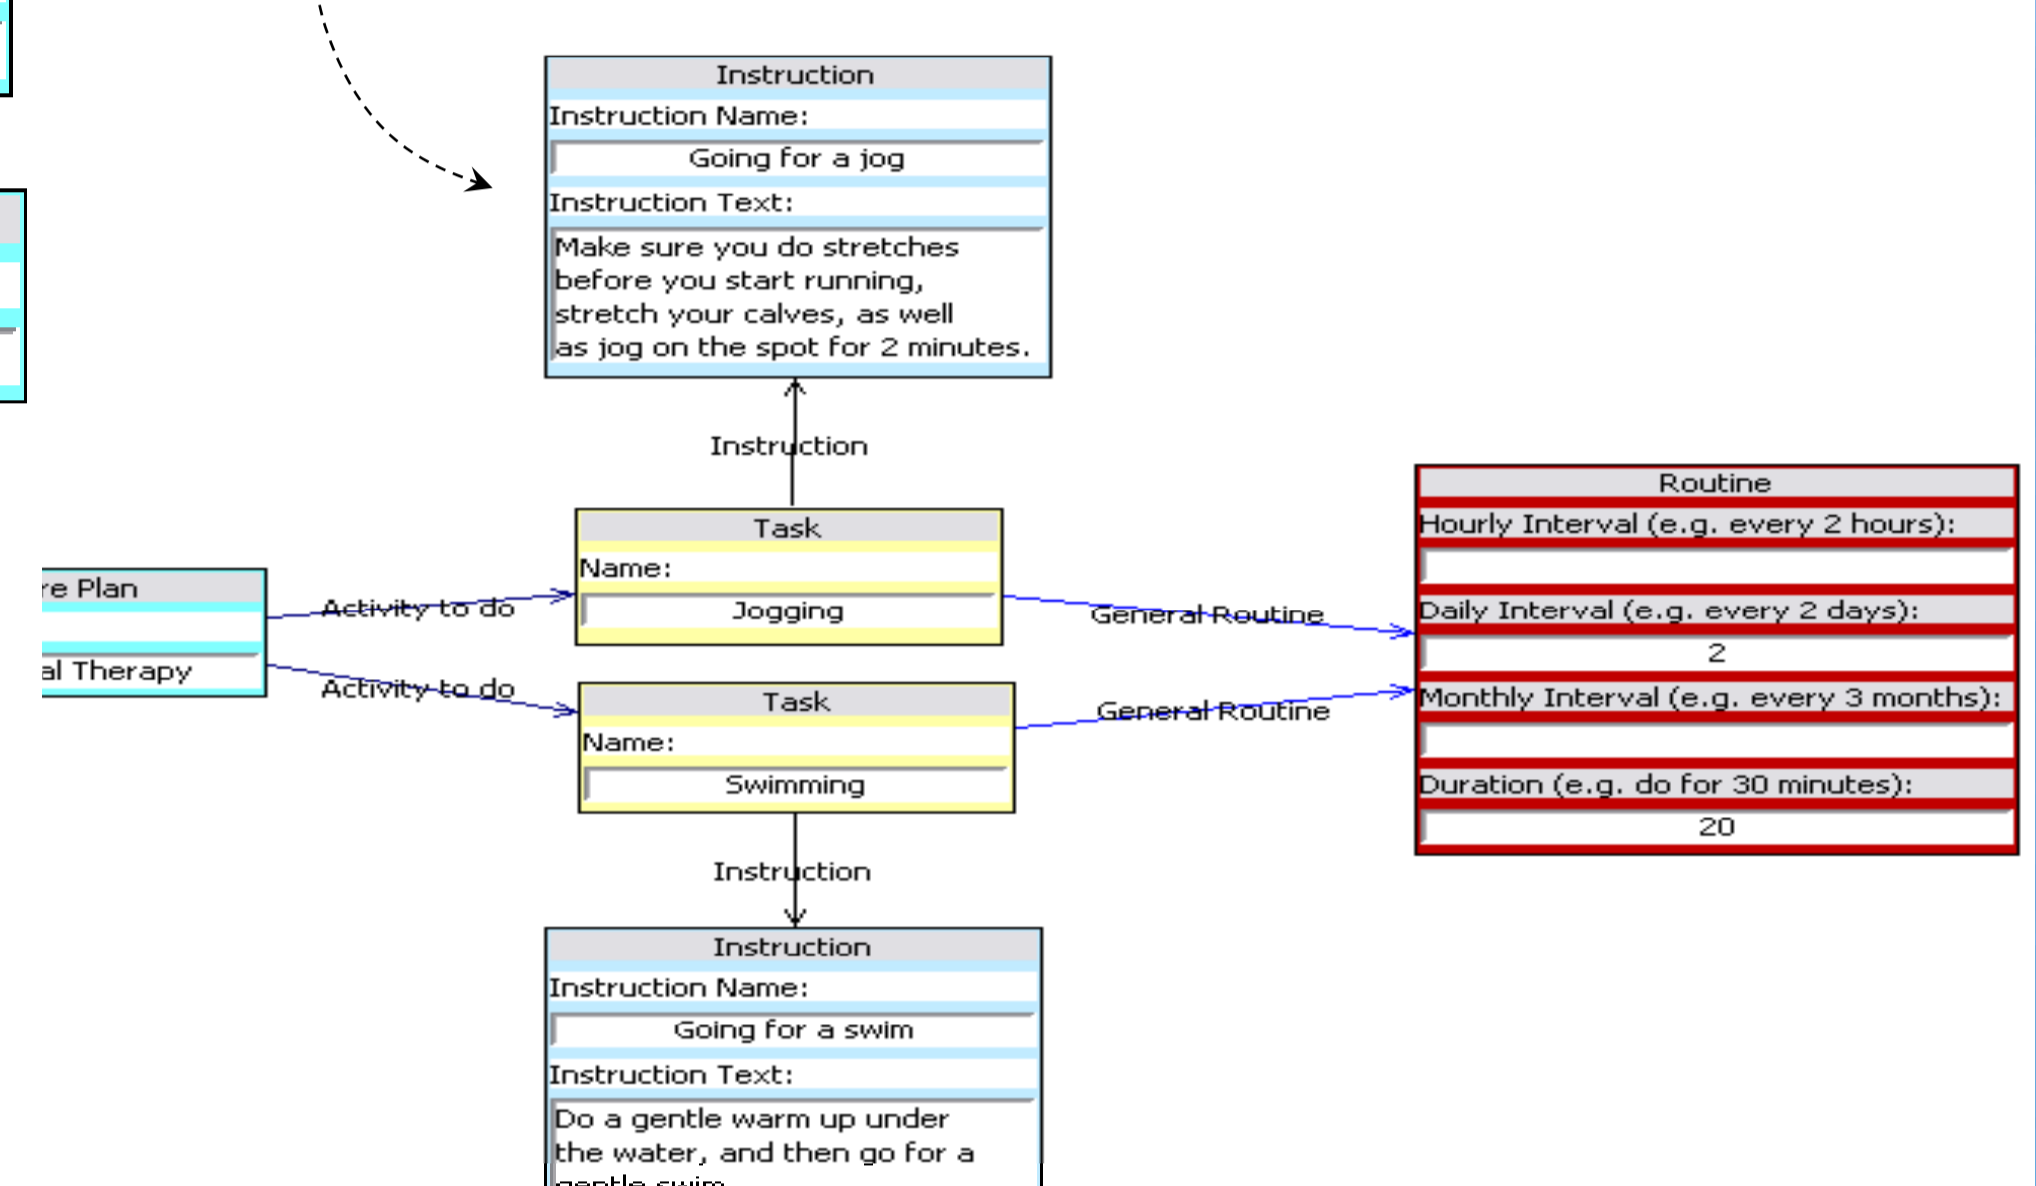 Instruction
Instruction Name:
Going for a jog
Instruction Text:
Make sure you do stretches
before you start running,
stretch your calves, as well
as jog on the spot for 2 minutes.
Instruction
re Plan
al Therapy
Activity to do
Activity to do
Task
Name:
Jogging
Task
Name:
Swimming
General Routine
General Routine
Routine
Hourly Interval (e.g. every 2 hours):
Daily Interval (e.g. every 2 days):
2
Monthly Interval (e.g. every 3 months):
Duration (e.g. do for 30 minutes):
20
Instruction
Instruction
Instruction Name:
Going for a swim
Instruction Text:
Do a gentle warm up under
the water, and then go for a
gentle swim